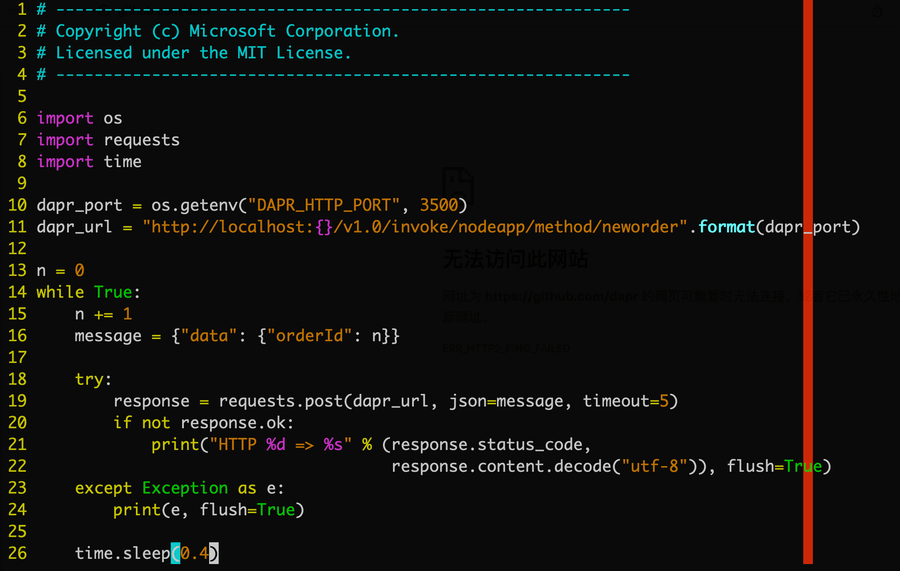 1 # ------------------------------------------------------------
2 # Copyright (c) Microsoft Corporation.
3 # Licensed under the MIT License.
4 # ------------------------------------------------------------
5
6 import os
7 import requests
8 import time
9
10 dapr_port = os.getenv("DAPR_HTTP_PORT", 3500)
11 dapr_url = "http://localhost:{}/v1.0/invoke/nodeapp/method/neworder".format(dapr_port)
12
无法访问此网站
13 n = 0
14 while True:
https://github.com/dapr
15     n += 1
16     message = {"data": {"orderId": n}}
17
18     try:
19         response = requests.post(dapr_url, json=message, timeout=5)
20         if not response.ok:
21             print("HTTP %d => %s" % (response.status_code,
22                                      response.content.decode("utf-8")), flush=True)
23     except Exception as e:
24         print(e, flush=True)
25
26     time.sleep(0.4)